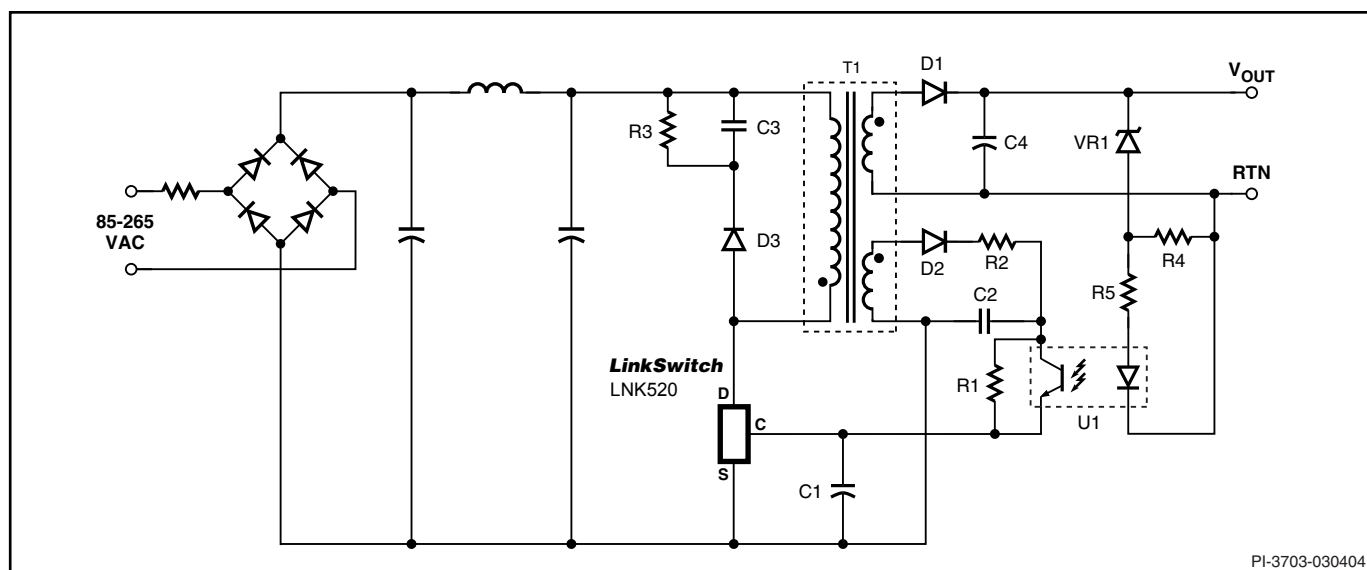 T1
D1
V_OUT
R3
C3
C4
VR1
RTN
85-265
VAC
D3
D2
R2
R4
C2
R5
LinkSwitch
LNK520
D
R1
C
U1
S
C1
PI-3703-030404